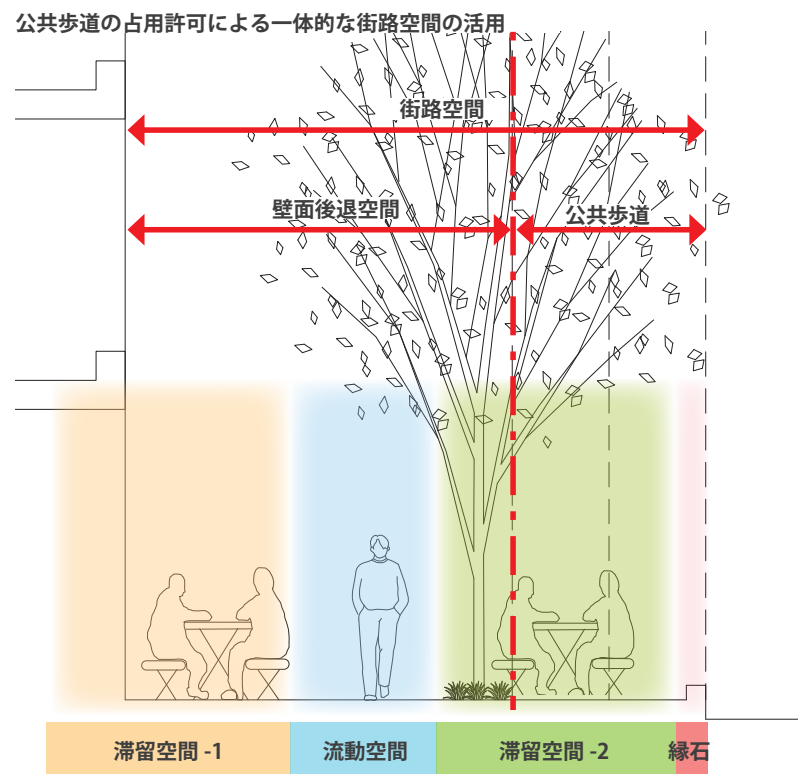 公共歩道の占用許可による一体的な街路空間の活用
街路空間
壁面後退空間
公共歩道
滞留空間 -1
流動空間
滞留空間 -2
縁石